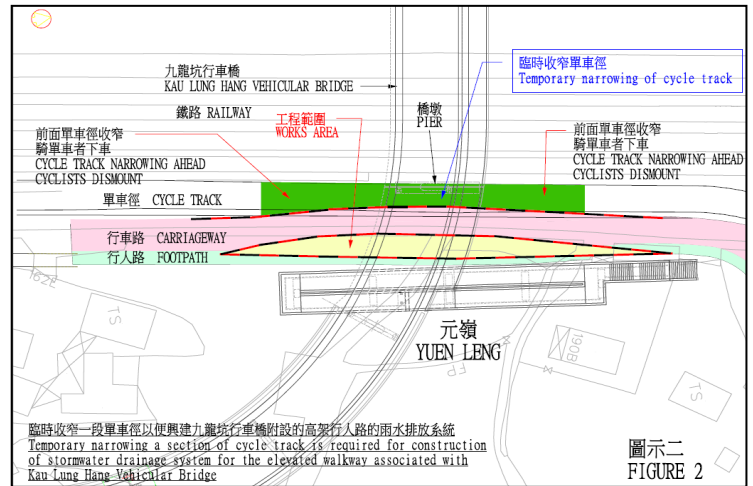 九龍坑行車橋
KAU LUNG HANG VEHICULAR BRIDGE
臨時收窄單車徑
Temporary narrowing of cycle track
鐵路 RAILWAY
工程範圍
WORKS AREA
橋墩
PIER
前面單車徑收窄
騎單車者下車
CYCLE TRACK NARROWING AHEAD
CYCLISTS DISMOUNT
前面單車徑收窄
騎單車者下車
CYCLE TRACK NARROWING AHEAD
CYCLISTS DISMOUNT
單車徑 CYCLE TRACK
行車路 CARRIAGEWAY
行人路 FOOTPATH
TS
元嶺
YUEN LENG
FP
190B
TS
臨時收窄一段單車徑以便興建九龍坑行車橋附設的高架行人路的雨水排放系統
Temporary narrowing a section of cycle track is required for construction
of stormwater drainage system for the elevated walkway associated with
Kau Lung Hang Vehicular Bridge
圖示二
FIGURE 2